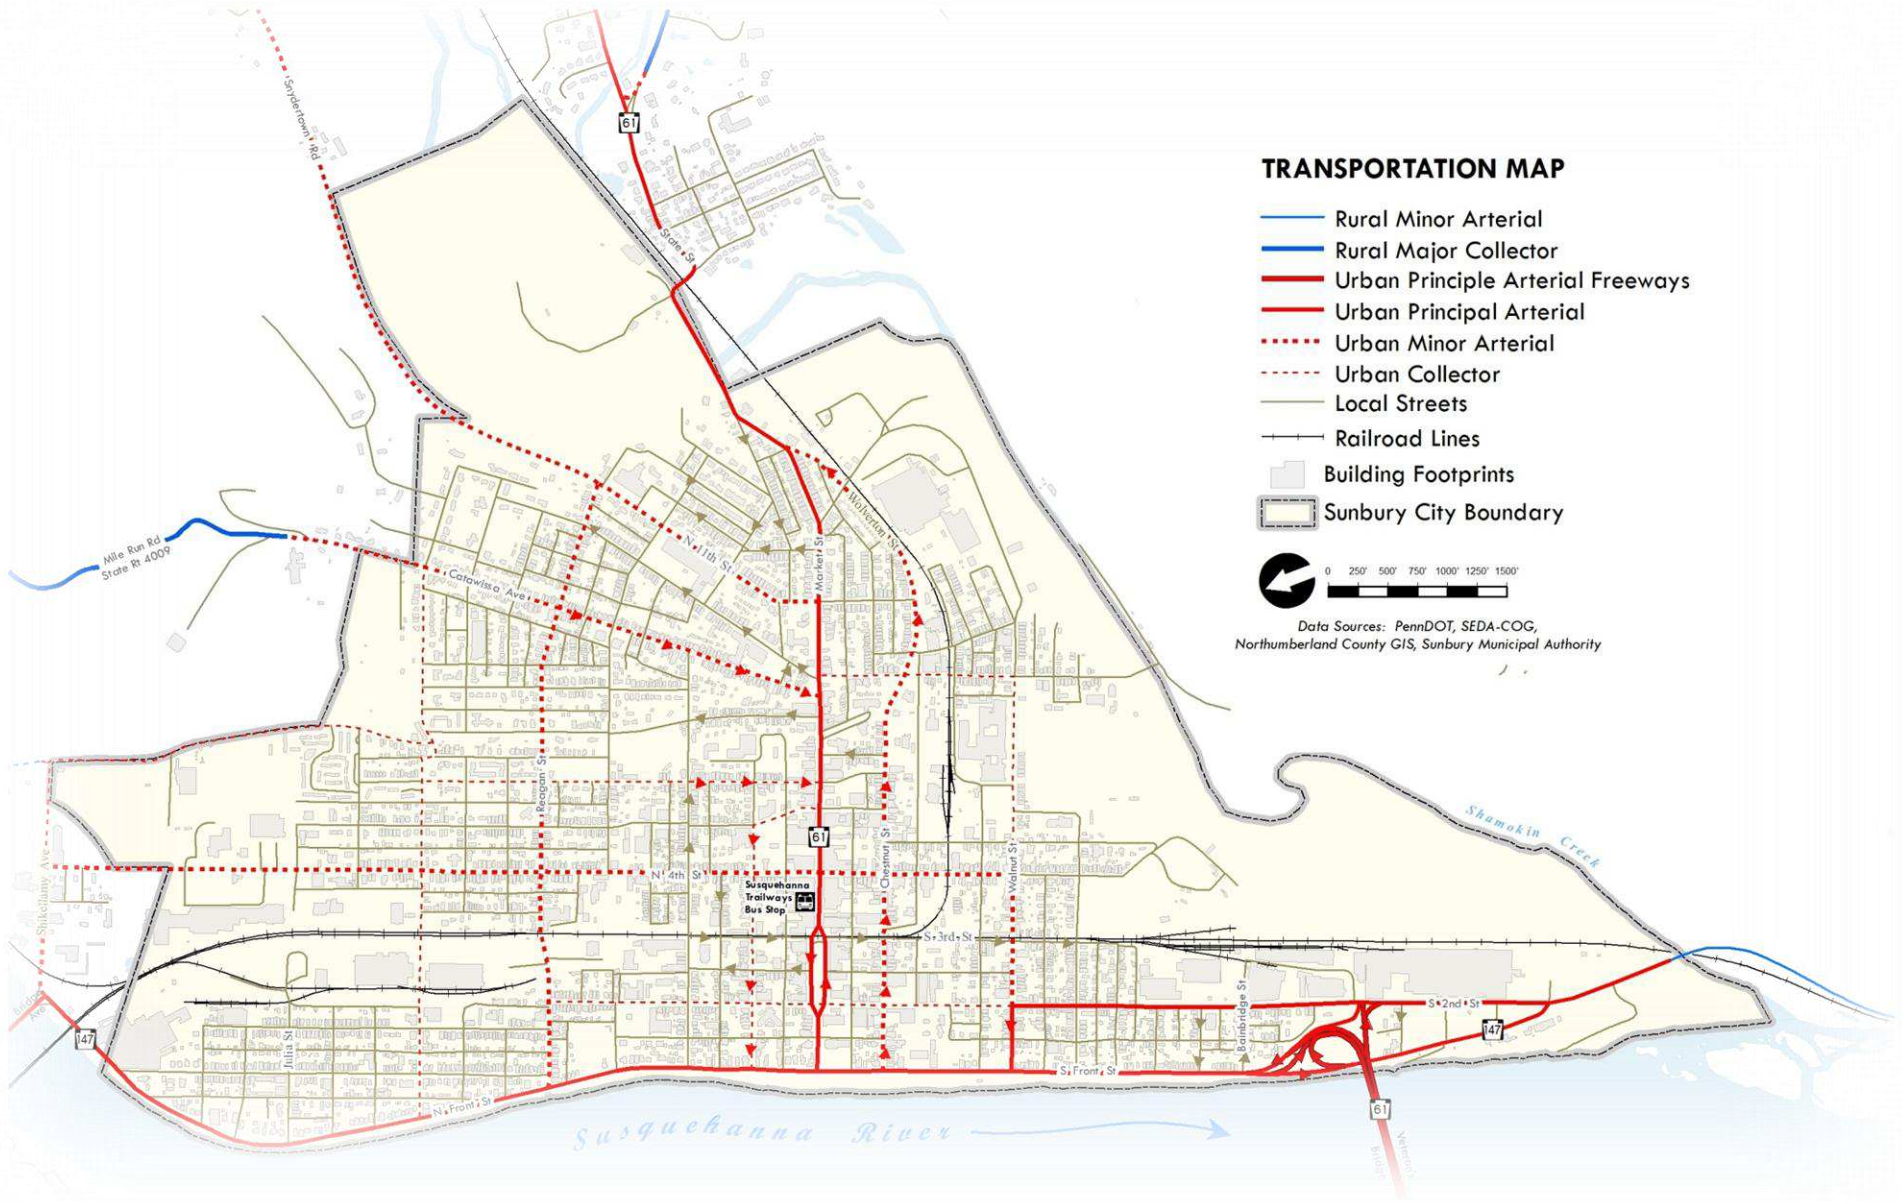 Snydertown Rd
61
State St
TRANSPORTATION MAP
Rural Minor Arterial
Rural Major Collector
Urban Principle Arterial Freeways
Urban Principal Arterial
Urban Minor Arterial
Urban Collector
Local Streets
Railroad Lines
Building Footprints
Sunbury City Boundary
0 250' 500' 750' 1000' 1250' 1500'
Data Sources: PennDOT, SEDA-COG,
Northumberland County GIS, Sunbury Municipal Authority
Wolverton St
N 11th St
Market St
Mile Run Rd
State Rt 4009
Catawissa Ave
Reagan St
61
Chestnut St
Walnut St
Shamokin Creek
Shikellamy Ave
N 4th St
Susquehanna
Trailways
Bus Stop
S 3rd St
Bridge
Ave
147
Julia St
Bainbridge St
S 2nd St
147
S Front St
N Front St
61
Susquehanna River